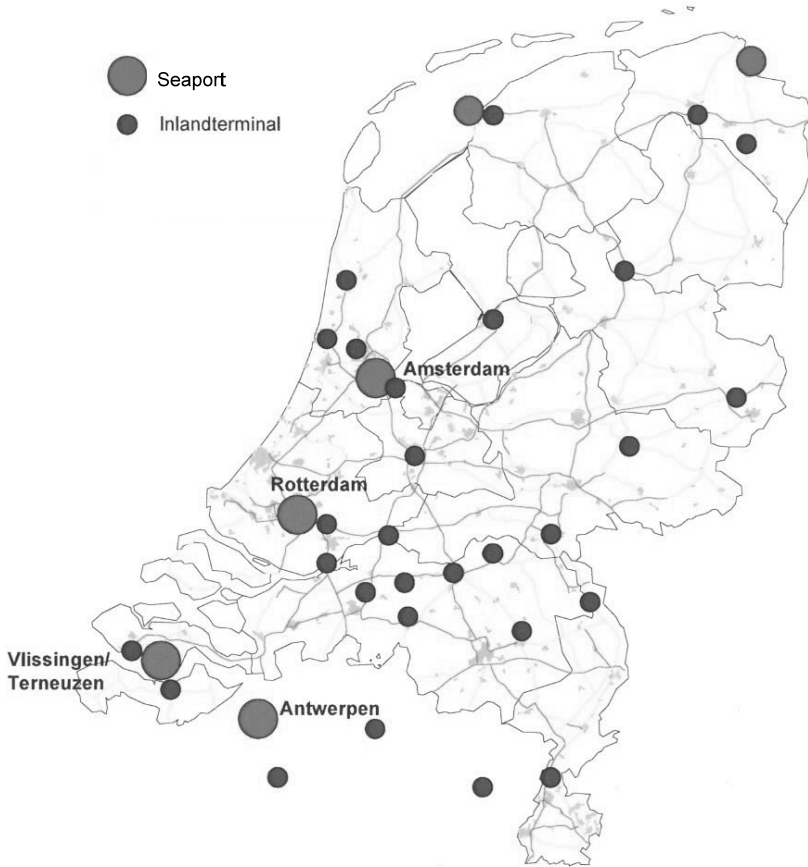 Seaport
Inlandterminal
Amsterdam
Rotterdam
Vlissingen/
Terneuzen
Antwerpen